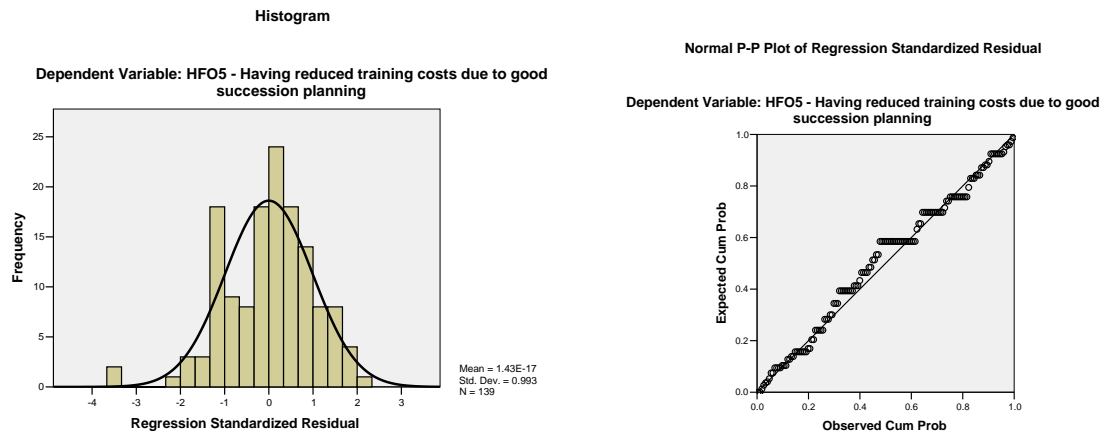 Histogram
Dependent Variable: HFO5 - Having reduced training costs due to good
succession planning
Frequency
25
20
15
10
5
0
-4
-3
-2
-1
0
1
2
3
Regression Standardized Residual
Mean = 1.43E-17
Std. Dev. = 0.993
N = 139
Normal P-P Plot of Regression Standardized Residual
Dependent Variable: HFO5 - Having reduced training costs due to good
succession planning
Expected Cum Prob
1.0
0.8
0.6
0.4
0.2
0.0
0.0
0.2
0.4
0.6
0.8
1.0
Observed Cum Prob